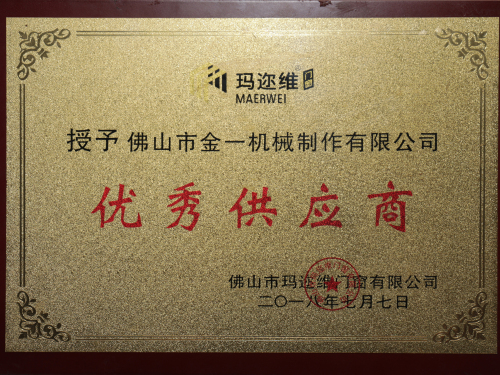 玛迩维
MAERWEI
授予 佛山市金一机械制作有限公司
优秀供应商
佛山市玛迩维门窗有限公司
二〇一八年七月七日